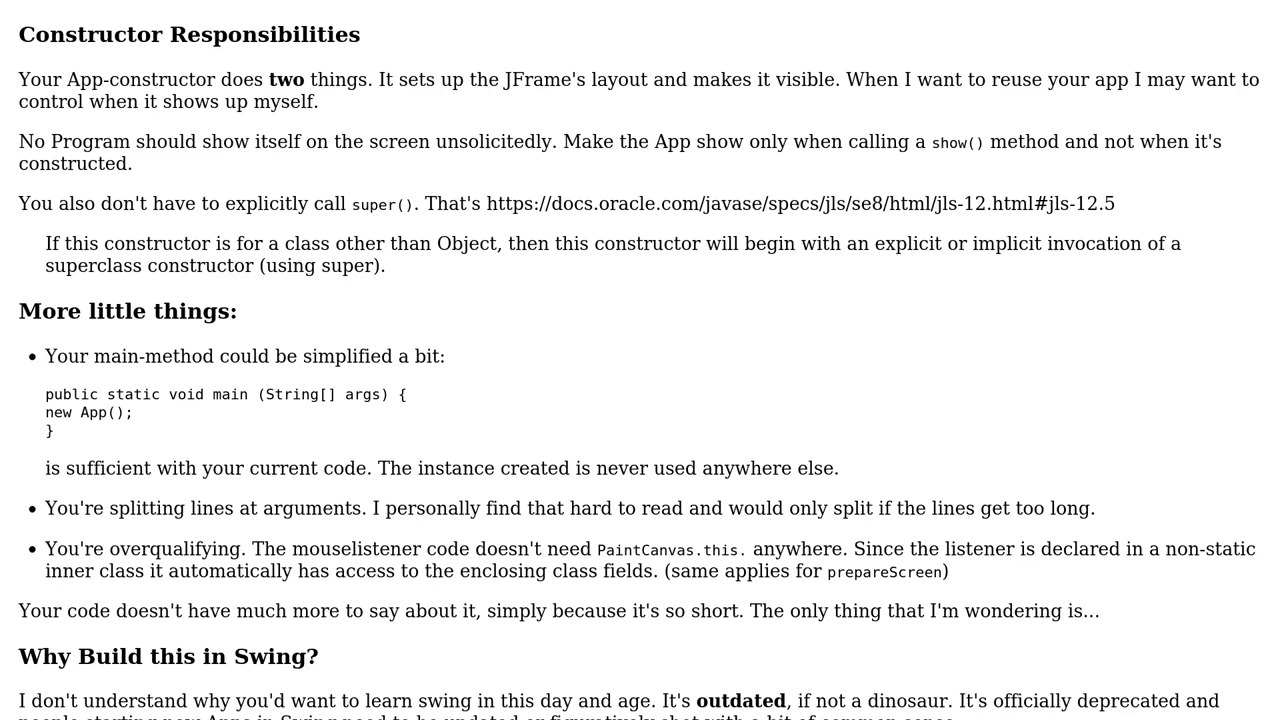 Constructor Responsibilities
Your App-constructor does two things. It sets up the JFrame's layout and makes it visible. When I want to reuse your app I may want to
control when it shows up myself.
No Program should show itself on the screen unsolicitedly. Make the App show only when calling a show() method and not when it's
constructed.
You also don't have to explicitly call super(). That's https://docs.oracle.com/javase/specs/jls/se8/html/jls-12.html#jls-12.5
If this constructor is for a class other than Object, then this constructor will begin with an explicit or implicit invocation of a
superclass constructor (using super).
More little things:
• Your main-method could be simplified a bit:
public static void main (String[] args) {
new App();
}
is sufficient with your current code. The instance created is never used anywhere else.
• You're splitting lines at arguments. I personally find that hard to read and would only split if the lines get too long.
• You're overqualifying. The mouselistener code doesn't need PaintCanvas.this. anywhere. Since the listener is declared in a non-static
inner class it automatically has access to the enclosing class fields. (same applies for prepareScreen)
Your code doesn't have much more to say about it, simply because it's so short. The only thing that I'm wondering is...
Why Build this in Swing?
I don't understand why you'd want to learn swing in this day and age. It's outdated, if not a dinosaur. It's officially deprecated and